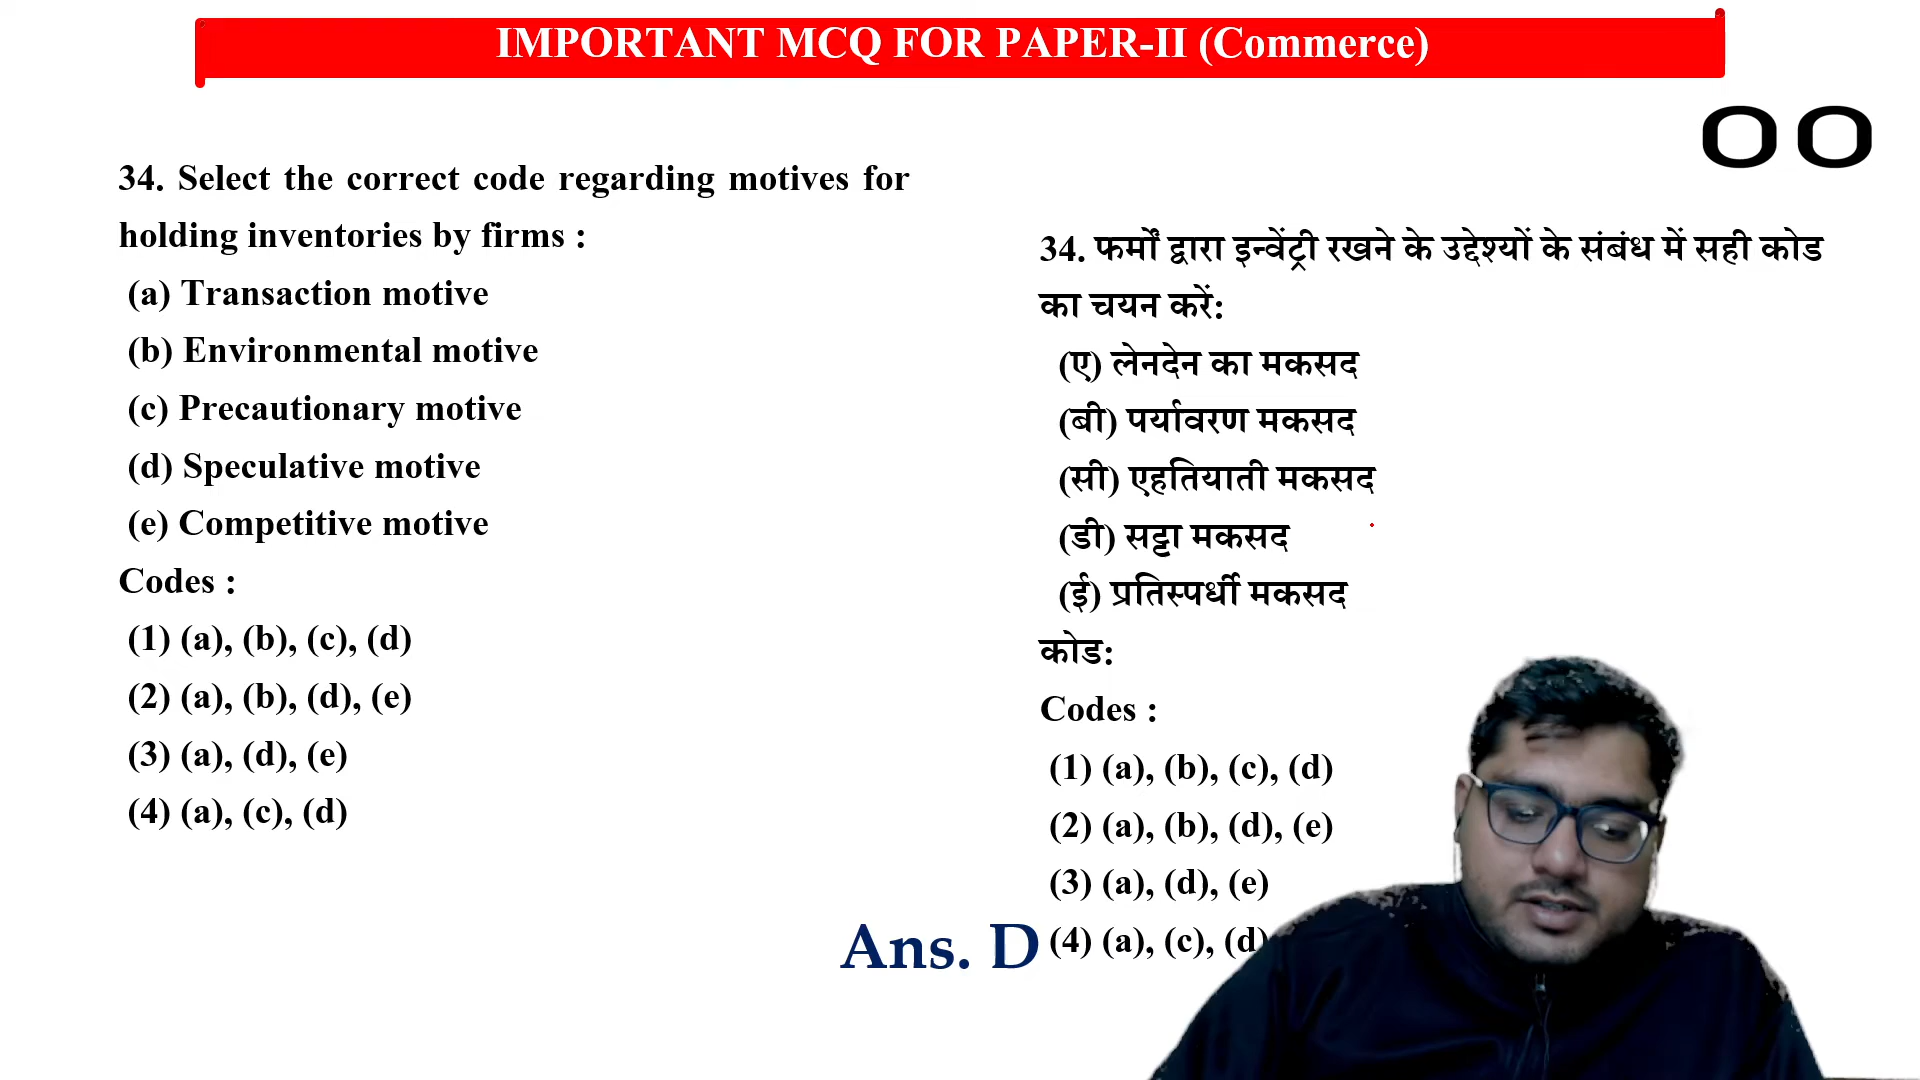 IMPORTANT MCQ FOR PAPER-II (Commerce)
00
34. Select the correct code regarding motives for
holding inventories by firms :
(a) Transaction motive
(b) Environmental motive
(c) Precautionary motive
(d) Speculative motive
(e) Competitive motive
Codes :
(1) (a), (b), (c), (d)
(2) (a), (b), (d), (e)
(3) (a), (d), (e)
(4) (a), (c), (d)
34. फर्मों द्वारा इन्वेंट्री रखने के उद्देश्यों के संबंध में सही कोड
का चयन करें:
(ए) लेनदेन का मकसद
(बी) पर्यावरण मकसद
(सी) एहतियाती मकसद
(डी) सट्टा मकसद
(ई) प्रतिस्पर्धी मकसद
कोड:
Codes :
(1) (a), (b), (c), (d)
(2) (a), (b), (d), (e)
(3) (a), (d), (e)
(4) (a), (c), (d)
Ans. D